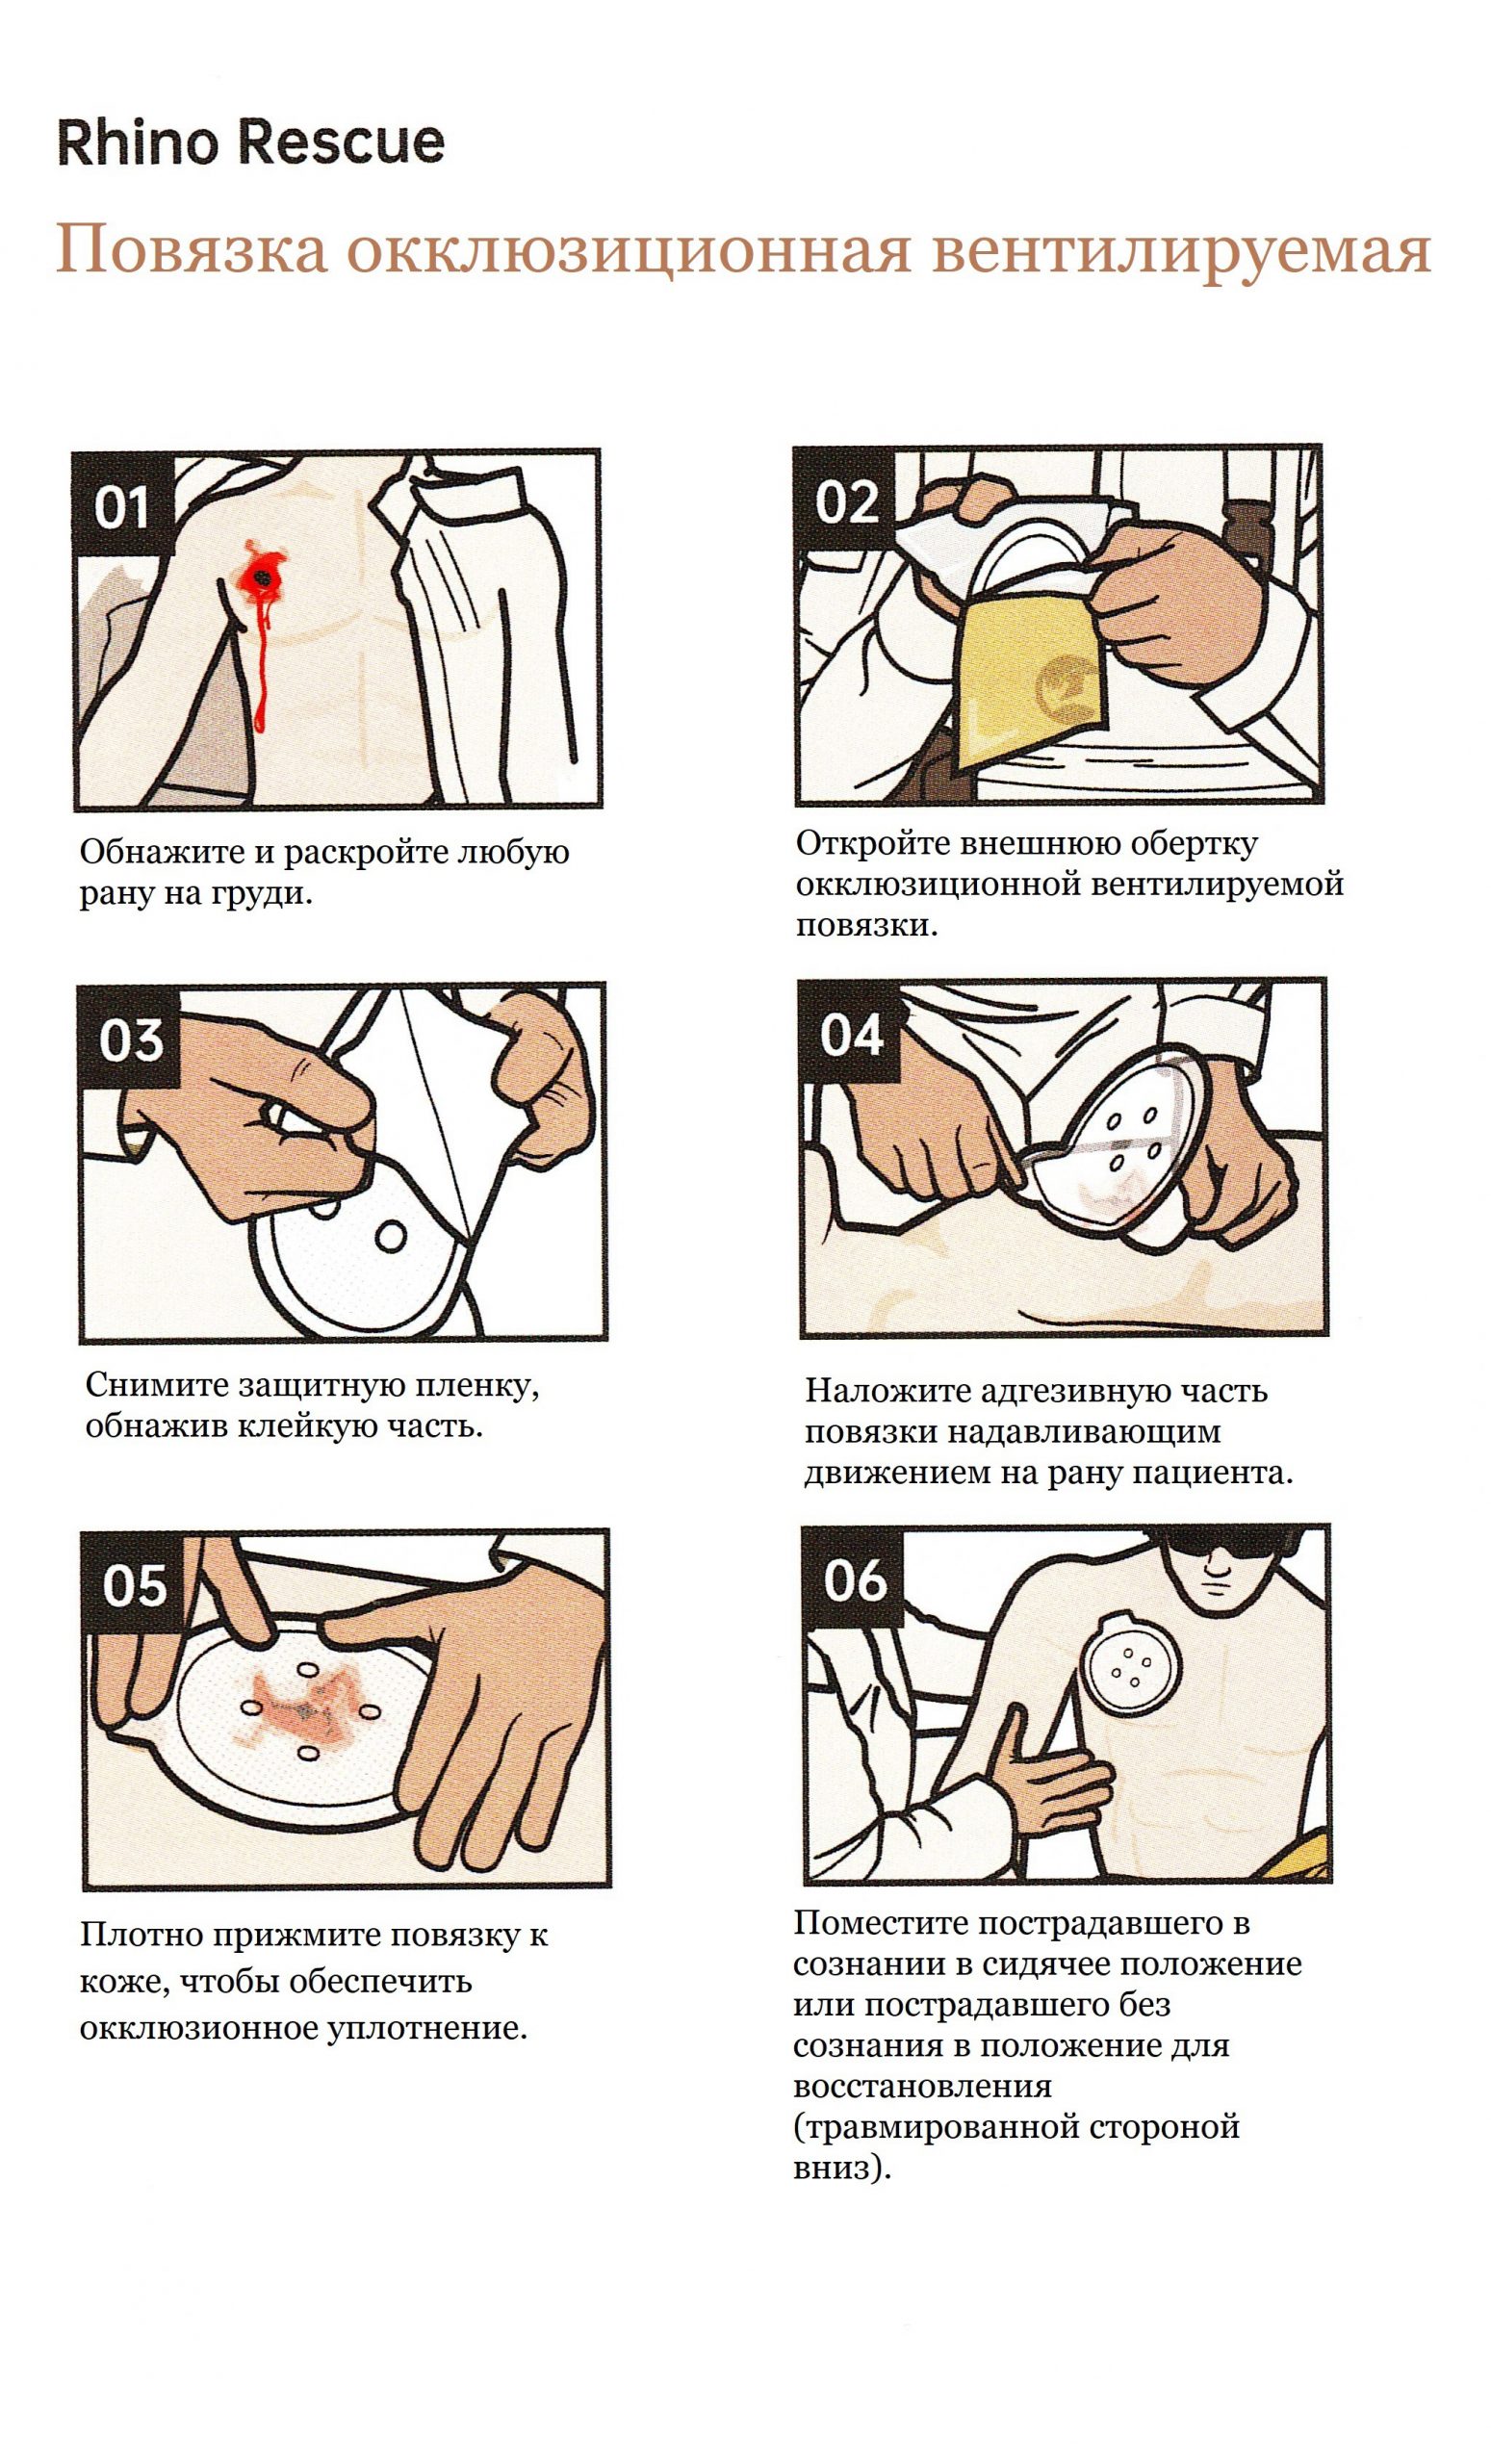 Rhino Rescue
Повязка окклюзиционная вентилируемая
01
Обнажите и раскройте любую
рану на груди.
02
Откройте внешнюю обертку
окклюзиционной вентилируемой
повязки.
03
Снимите защитную пленку,
обнажив клейкую часть.
04
Наложите адгезивную часть
повязки надавливающим
движением на рану пациента.
05
Плотно прижмите повязку к
коже, чтобы обеспечить
окклюзионное уплотнение.
06
Поместите пострадавшего в
сознании в сидячее положение
или пострадавшего без
сознания в положение для
восстановления
(травмированной стороной
вниз).